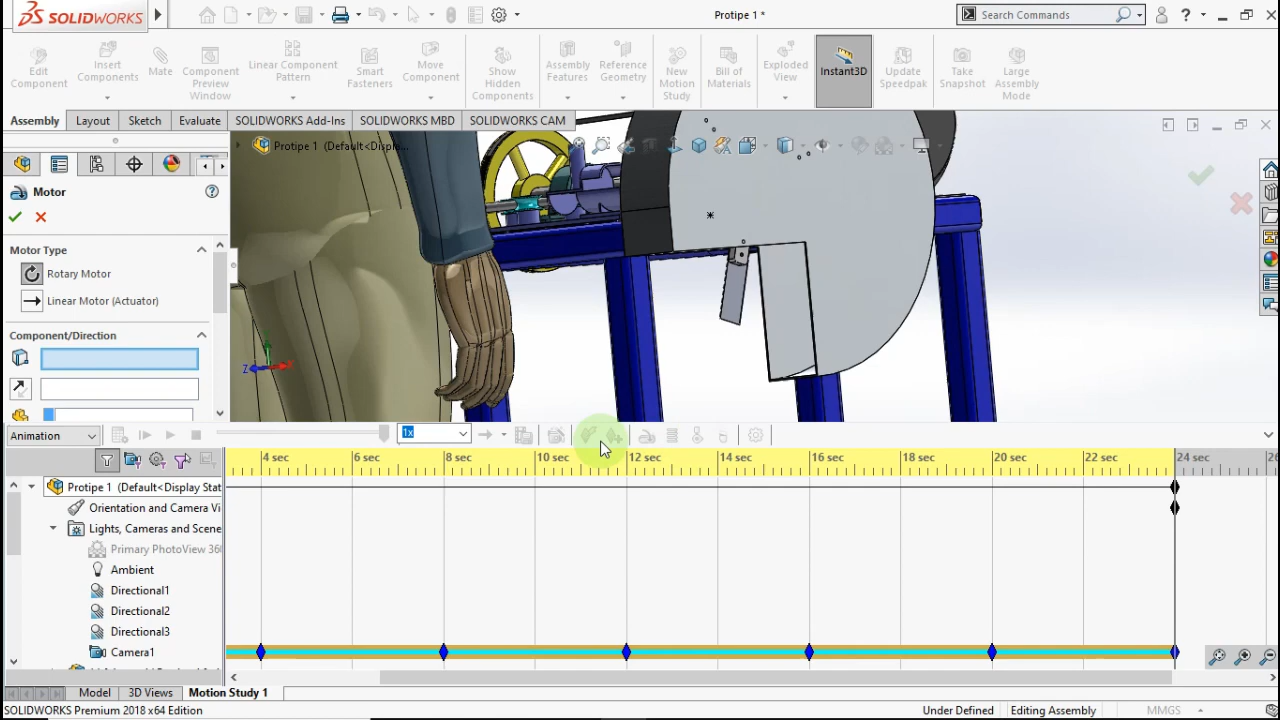 SOLIDWORKS
Protipe 1 *
Search Commands
Edit Component
Insert Components
Mate
Component Preview Window
Linear Component Pattern
Smart Fasteners
Move Component
Show Hidden Components
Assembly Features
Reference Geometry
New Motion Study
Bill of Materials
Exploded View
Instant3D
Update Speedpak
Take Snapshot
Large Assembly Mode
Assembly
Layout
Sketch
Evaluate
SOLIDWORKS Add-Ins
SOLIDWORKS MBD
SOLIDWORKS CAM
Protipe 1 (Default<Displa...
Motor
Motor Type
Rotary Motor
Linear Motor (Actuator)
Component/Direction
Z
Animation
1x
4 sec
6 sec
8 sec
10 sec
12 sec
14 sec
16 sec
18 sec
20 sec
22 sec
24 sec
26
Protipe 1 (Default<Display Stat
Orientation and Camera Vi
Lights, Cameras and Scene
Primary PhotoView 36
Ambient
Directional1
Directional2
Directional3
Camera1
Model
3D Views
Motion Study 1
SOLIDWORKS Premium 2018 x64 Edition
Under Defined
Editing Assembly
MMGS